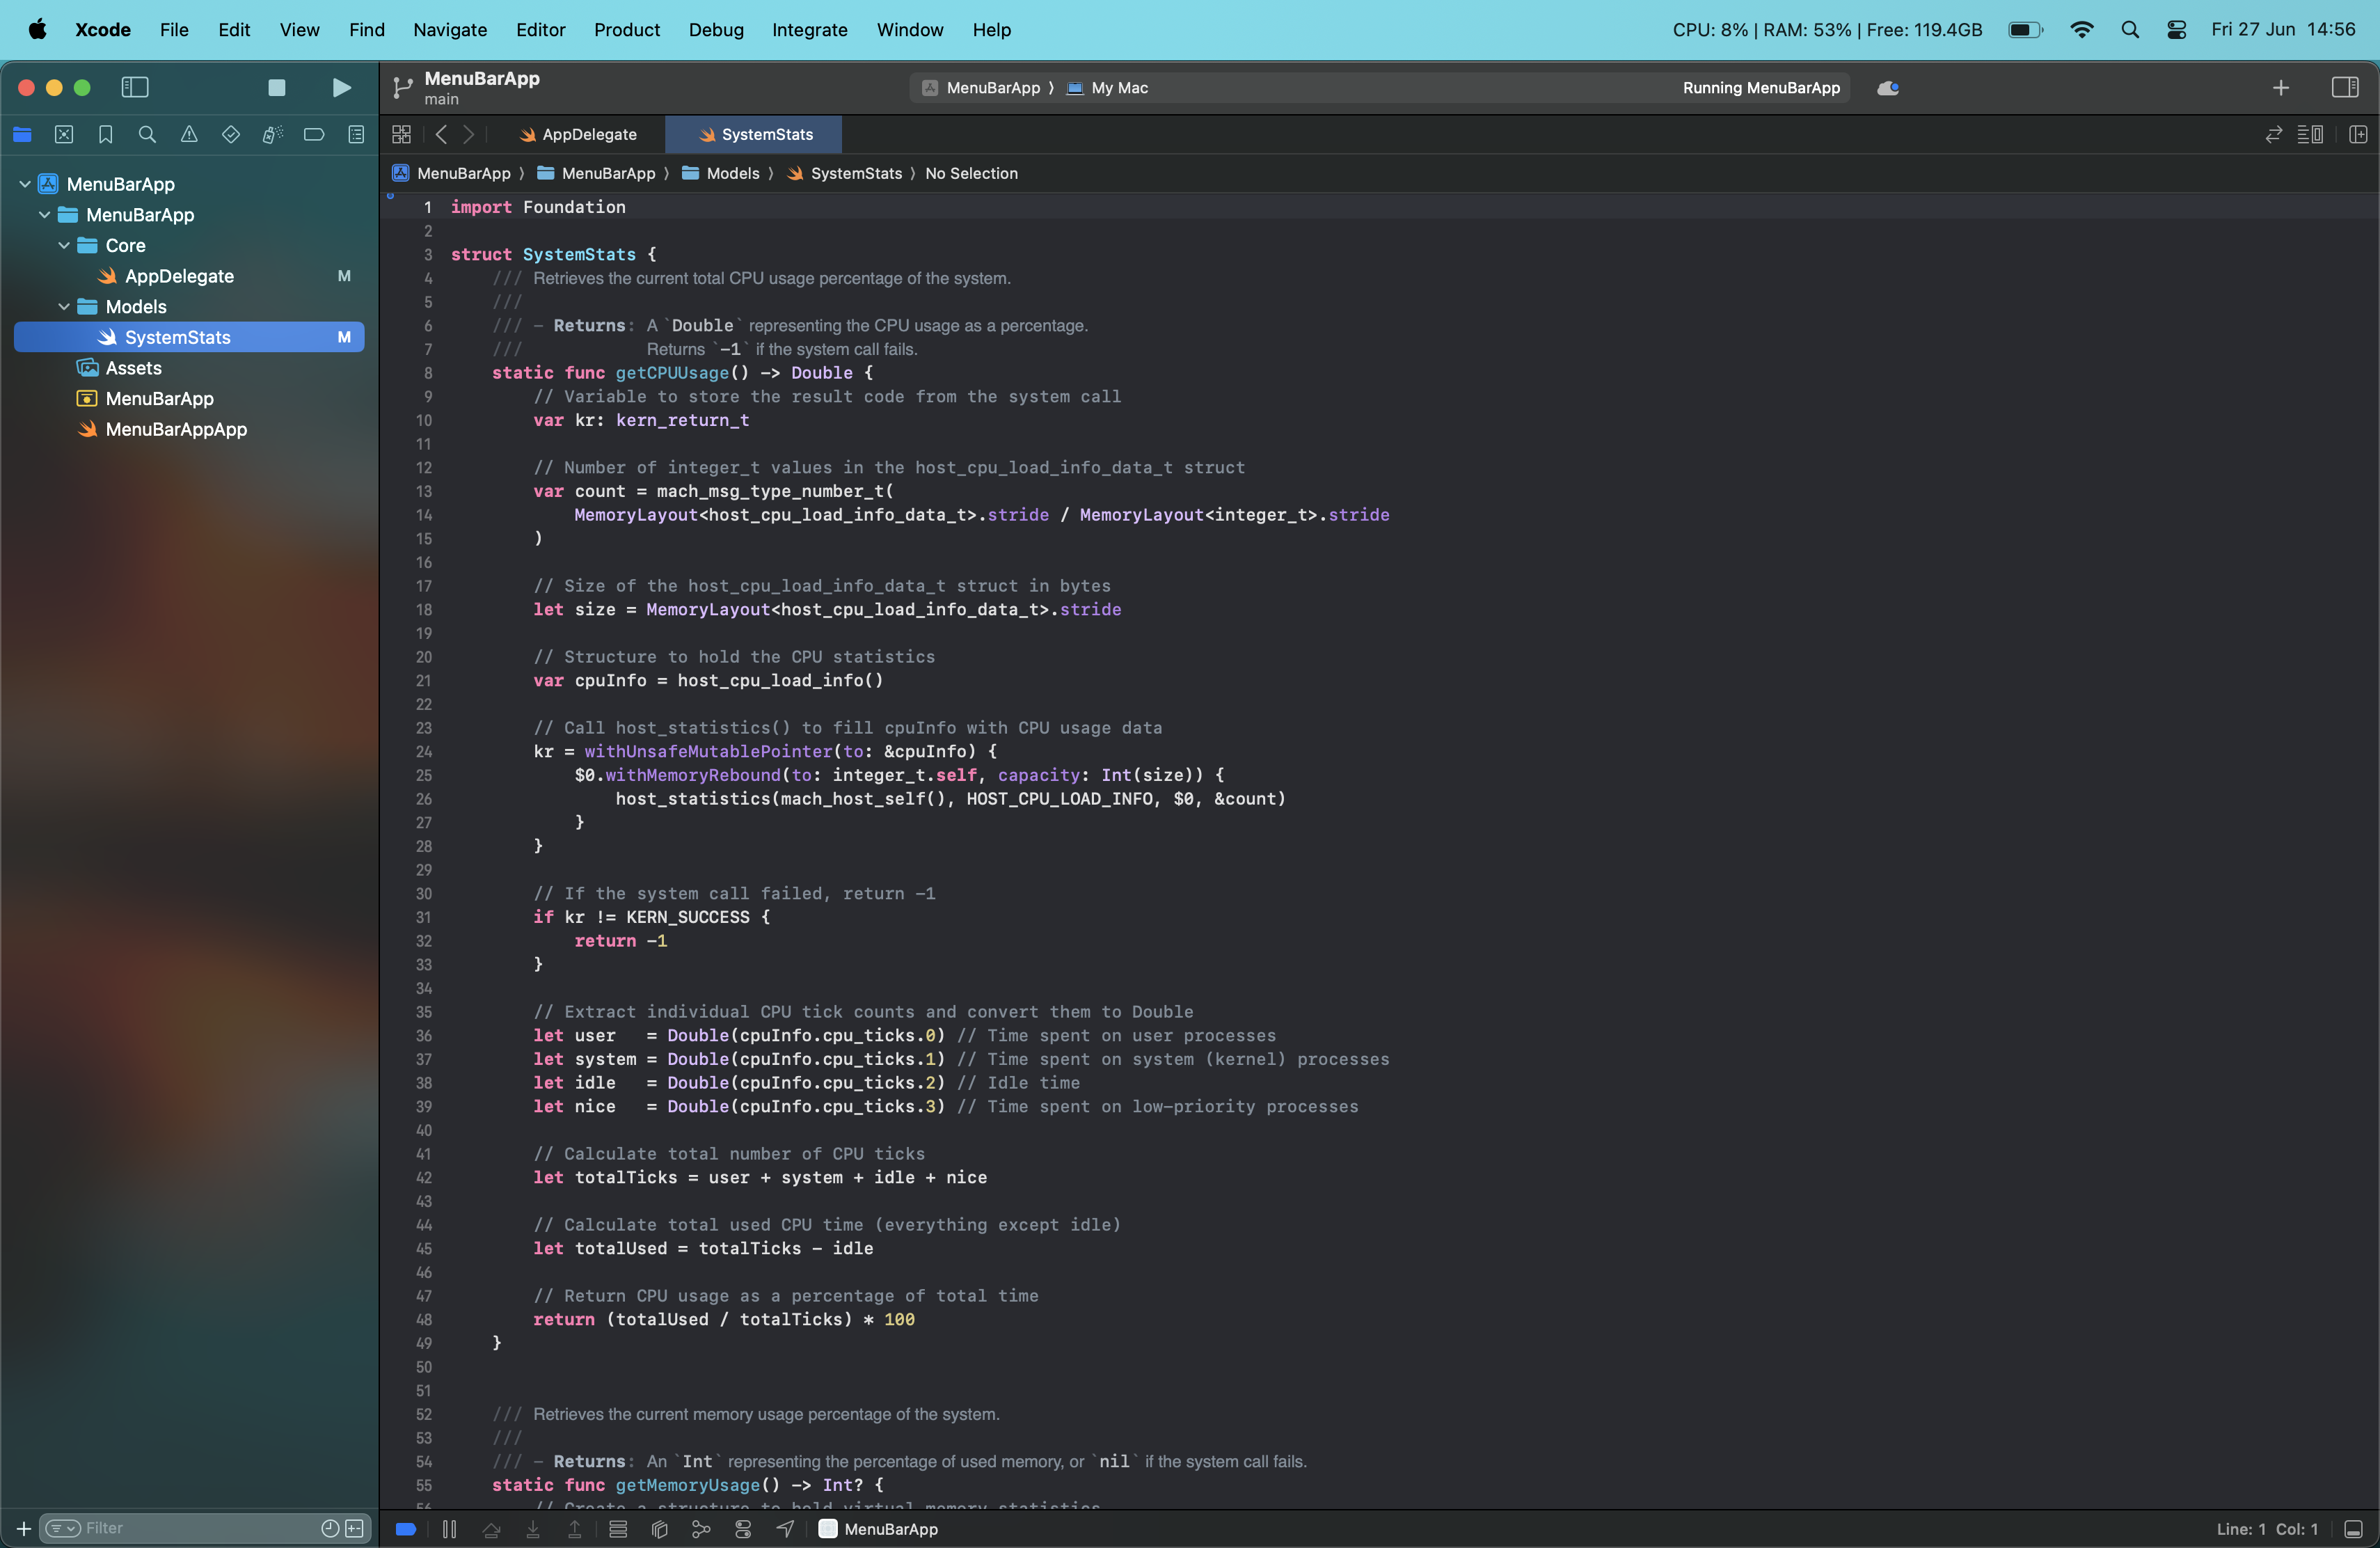 Xcode File Edit View Find Navigate Editor Product Debug Integrate Window Help CPU: 8% | RAM: 53% | Free: 119.4GB Fri 27 Jun 14:56
MenuBarApp
main
MenuBarApp ⟩ My Mac Running MenuBarApp
AppDelegate SystemStats
MenuBarApp ⟩ MenuBarApp ⟩ Models ⟩ SystemStats ⟩ No Selection
MenuBarApp
MenuBarApp
Core
AppDelegate M
Models
SystemStats M
Assets
MenuBarApp
MenuBarAppApp
Filter
1 import Foundation
2
3 struct SystemStats {
4 /// Retrieves the current total CPU usage percentage of the system.
5 ///
6 /// - Returns: A `Double` representing the CPU usage as a percentage.
7 /// Returns `-1` if the system call fails.
8 static func getCPUUsage() -> Double {
9 // Variable to store the result code from the system call
10 var kr: kern_return_t
11
12 // Number of integer_t values in the host_cpu_load_info_data_t struct
13 var count = mach_msg_type_number_t(
14 MemoryLayout<host_cpu_load_info_data_t>.stride / MemoryLayout<integer_t>.stride
15 )
16
17 // Size of the host_cpu_load_info_data_t struct in bytes
18 let size = MemoryLayout<host_cpu_load_info_data_t>.stride
19
20 // Structure to hold the CPU statistics
21 var cpuInfo = host_cpu_load_info()
22
23 // Call host_statistics() to fill cpuInfo with CPU usage data
24 kr = withUnsafeMutablePointer(to: &cpuInfo) {
25 $0.withMemoryRebound(to: integer_t.self, capacity: Int(size)) {
26 host_statistics(mach_host_self(), HOST_CPU_LOAD_INFO, $0, &count)
27 }
28 }
29
30 // If the system call failed, return -1
31 if kr != KERN_SUCCESS {
32 return -1
33 }
34
35 // Extract individual CPU tick counts and convert them to Double
36 let user = Double(cpuInfo.cpu_ticks.0) // Time spent on user processes
37 let system = Double(cpuInfo.cpu_ticks.1) // Time spent on system (kernel) processes
38 let idle = Double(cpuInfo.cpu_ticks.2) // Idle time
39 let nice = Double(cpuInfo.cpu_ticks.3) // Time spent on low-priority processes
40
41 // Calculate total number of CPU ticks
42 let totalTicks = user + system + idle + nice
43
44 // Calculate total used CPU time (everything except idle)
45 let totalUsed = totalTicks - idle
46
47 // Return CPU usage as a percentage of total time
48 return (totalUsed / totalTicks) * 100
49 }
50
51
52 /// Retrieves the current memory usage percentage of the system.
53 ///
54 /// - Returns: An `Int` representing the percentage of used memory, or `nil` if the system call fails.
55 static func getMemoryUsage() -> Int? {
56 // Create a structure to hold virtual memory statistics
MenuBarApp Line: 1 Col: 1